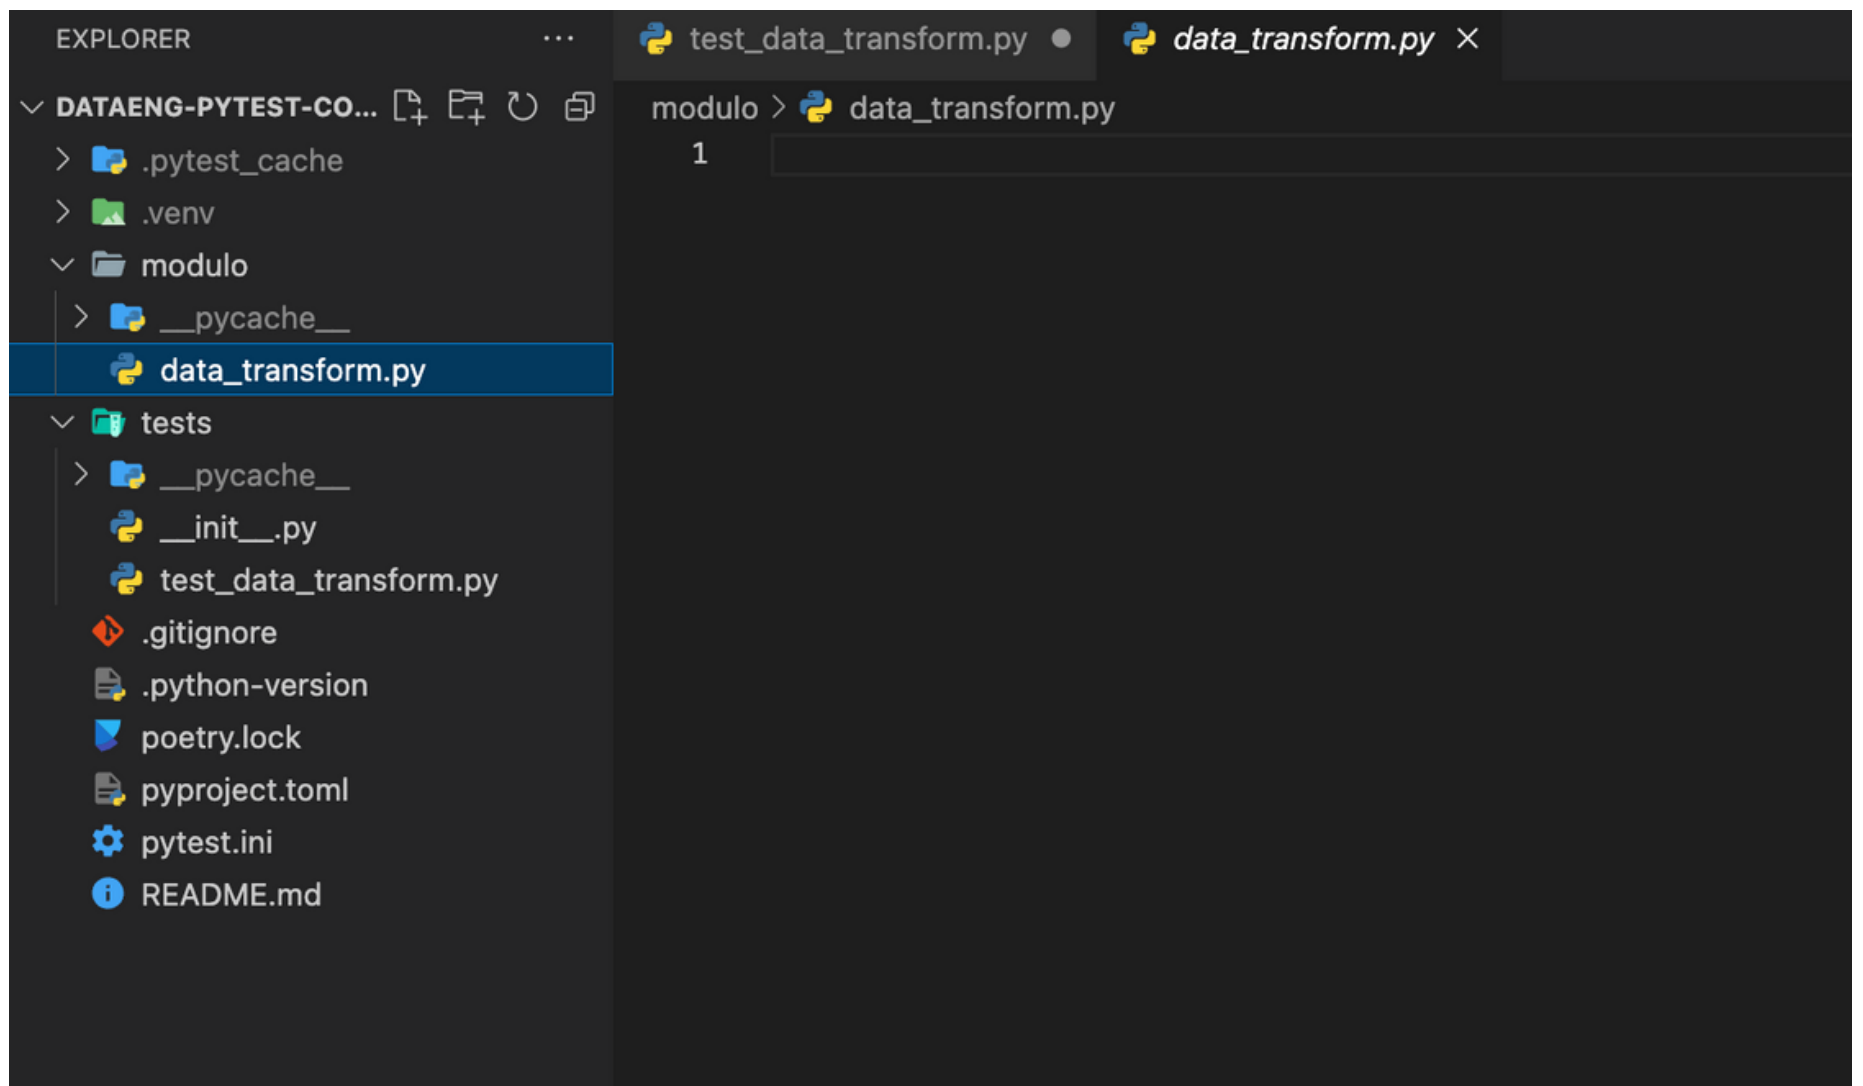 EXPLORER
DATAENG-PYTEST-CO...
.pytest_cache
.venv
modulo
__pycache__
data_transform.py
tests
__pycache__
__init__.py
test_data_transform.py
.gitignore
.python-version
poetry.lock
pyproject.toml
pytest.ini
README.md
test_data_transform.py
data_transform.py
modulo > data_transform.py
1